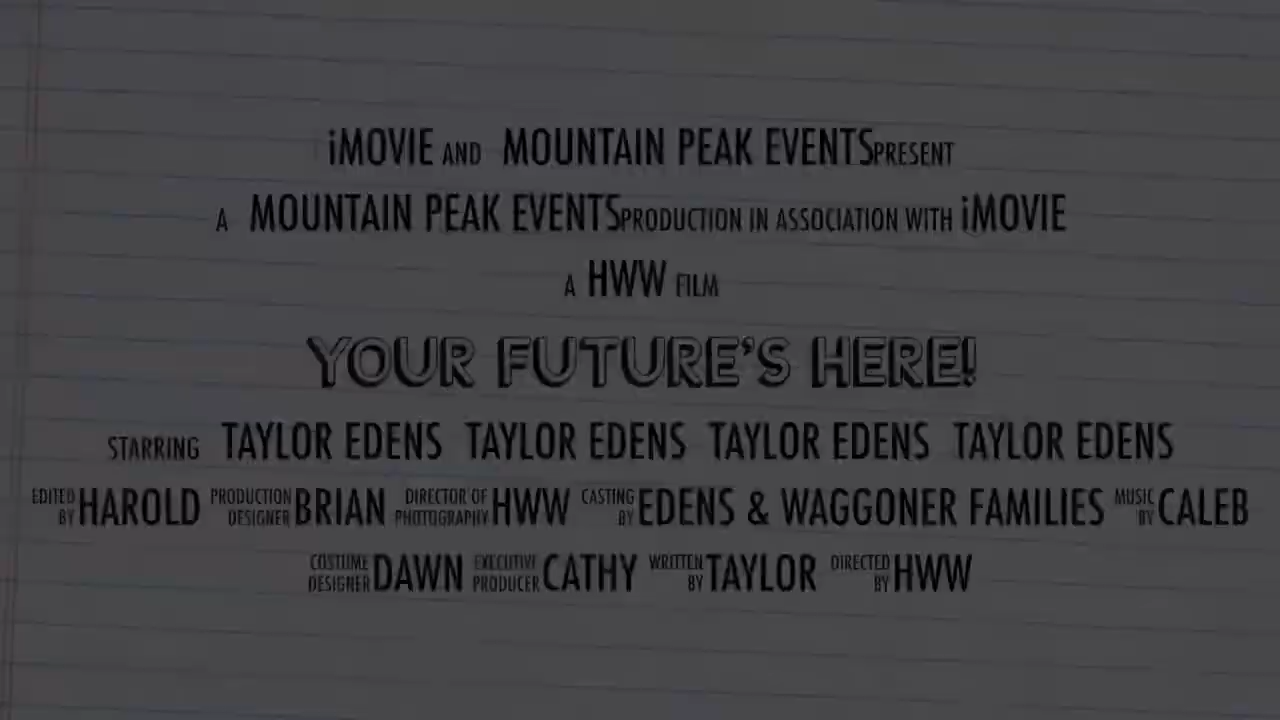 iMOVIE AND MOUNTAIN PEAK EVENTS PRESENT
A MOUNTAIN PEAK EVENTS PRODUCTION IN ASSOCIATION WITH iMOVIE
A HWW FILM
YOUR FUTURE'S HERE!
STARRING TAYLOR EDENS TAYLOR EDENS TAYLOR EDENS TAYLOR EDENS
EDITED BY HAROLD PRODUCTION DESIGNER BRIAN DIRECTOR OF PHOTOGRAPHY HWW CASTING BY EDENS & WAGGONER FAMILIES MUSIC BY CALEB
COSTUME DESIGNER DAWN EXECUTIVE PRODUCER CATHY WRITTEN BY TAYLOR DIRECTED BY HWW